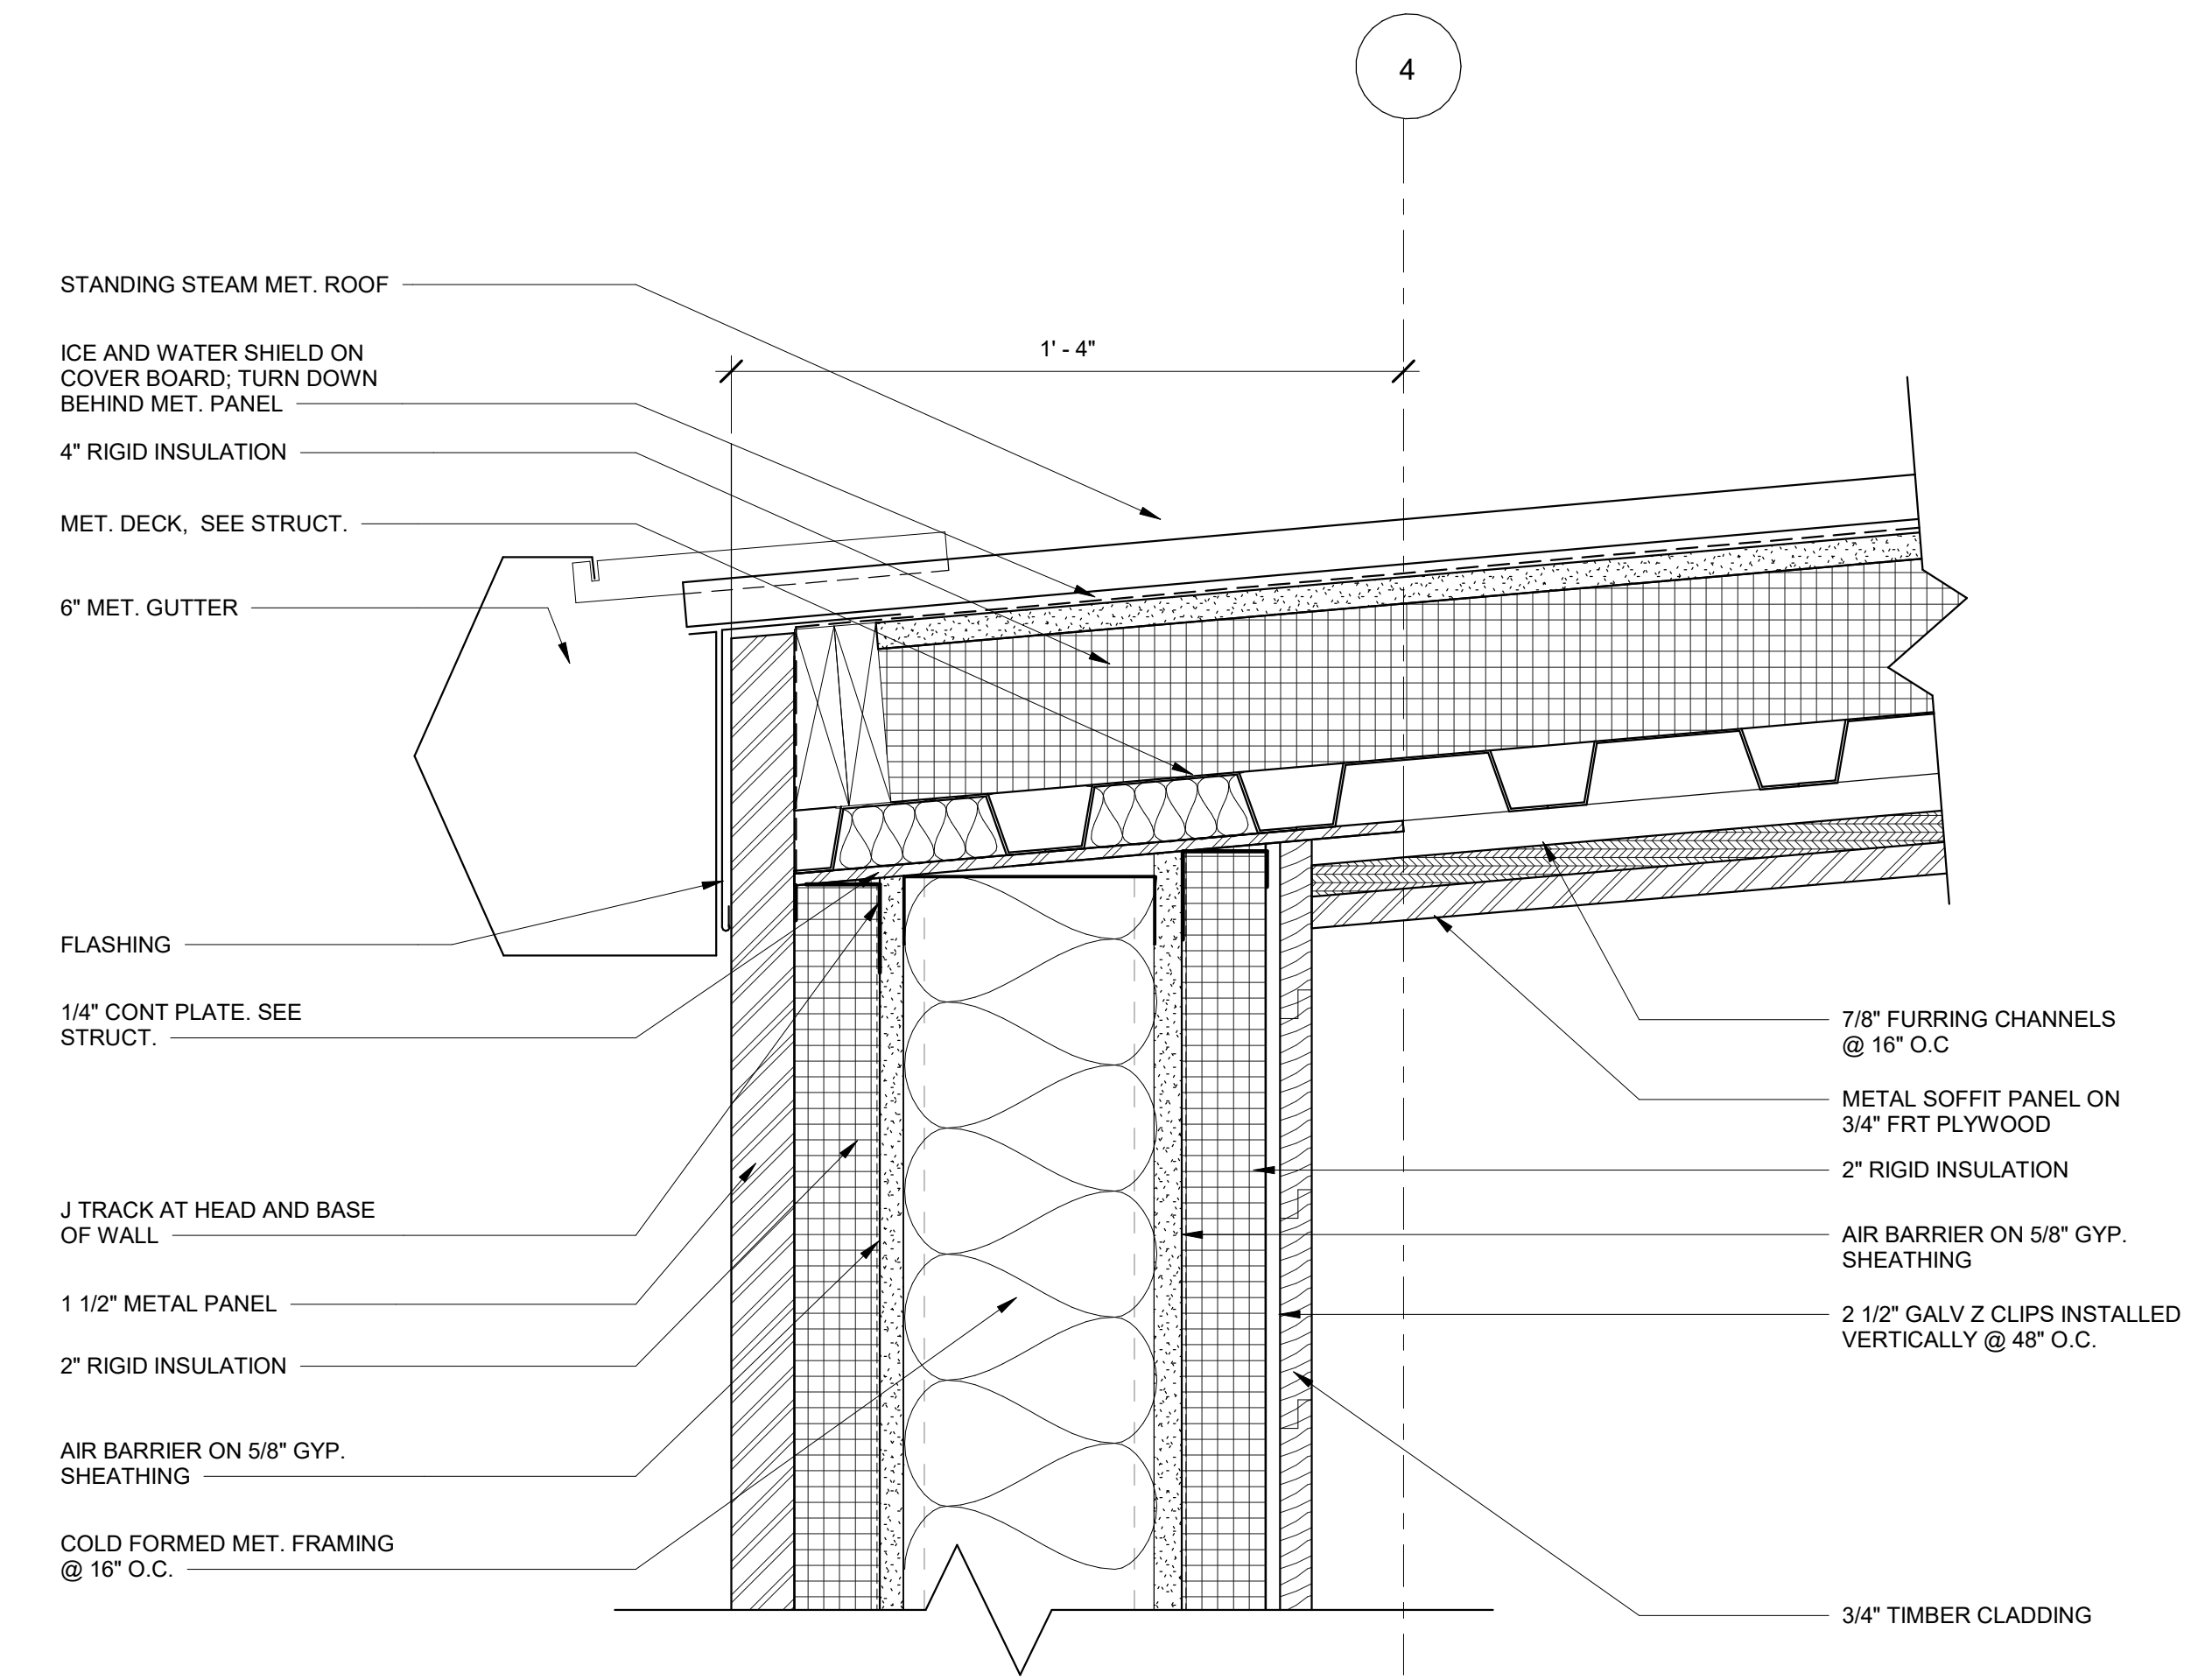 4
1' - 4"
STANDING STEAM MET. ROOF
ICE AND WATER SHIELD ON
COVER BOARD; TURN DOWN
BEHIND MET. PANEL
4" RIGID INSULATION
MET. DECK, SEE STRUCT.
6" MET. GUTTER
FLASHING
1/4" CONT PLATE. SEE
STRUCT.
J TRACK AT HEAD AND BASE
OF WALL
1 1/2" METAL PANEL
2" RIGID INSULATION
AIR BARRIER ON 5/8" GYP.
SHEATHING
COLD FORMED MET. FRAMING
@ 16" O.C.
7/8" FURRING CHANNELS
@ 16" O.C
METAL SOFFIT PANEL ON
3/4" FRT PLYWOOD
2" RIGID INSULATION
AIR BARRIER ON 5/8" GYP.
SHEATHING
2 1/2" GALV Z CLIPS INSTALLED
VERTICALLY @ 48" O.C.
3/4" TIMBER CLADDING